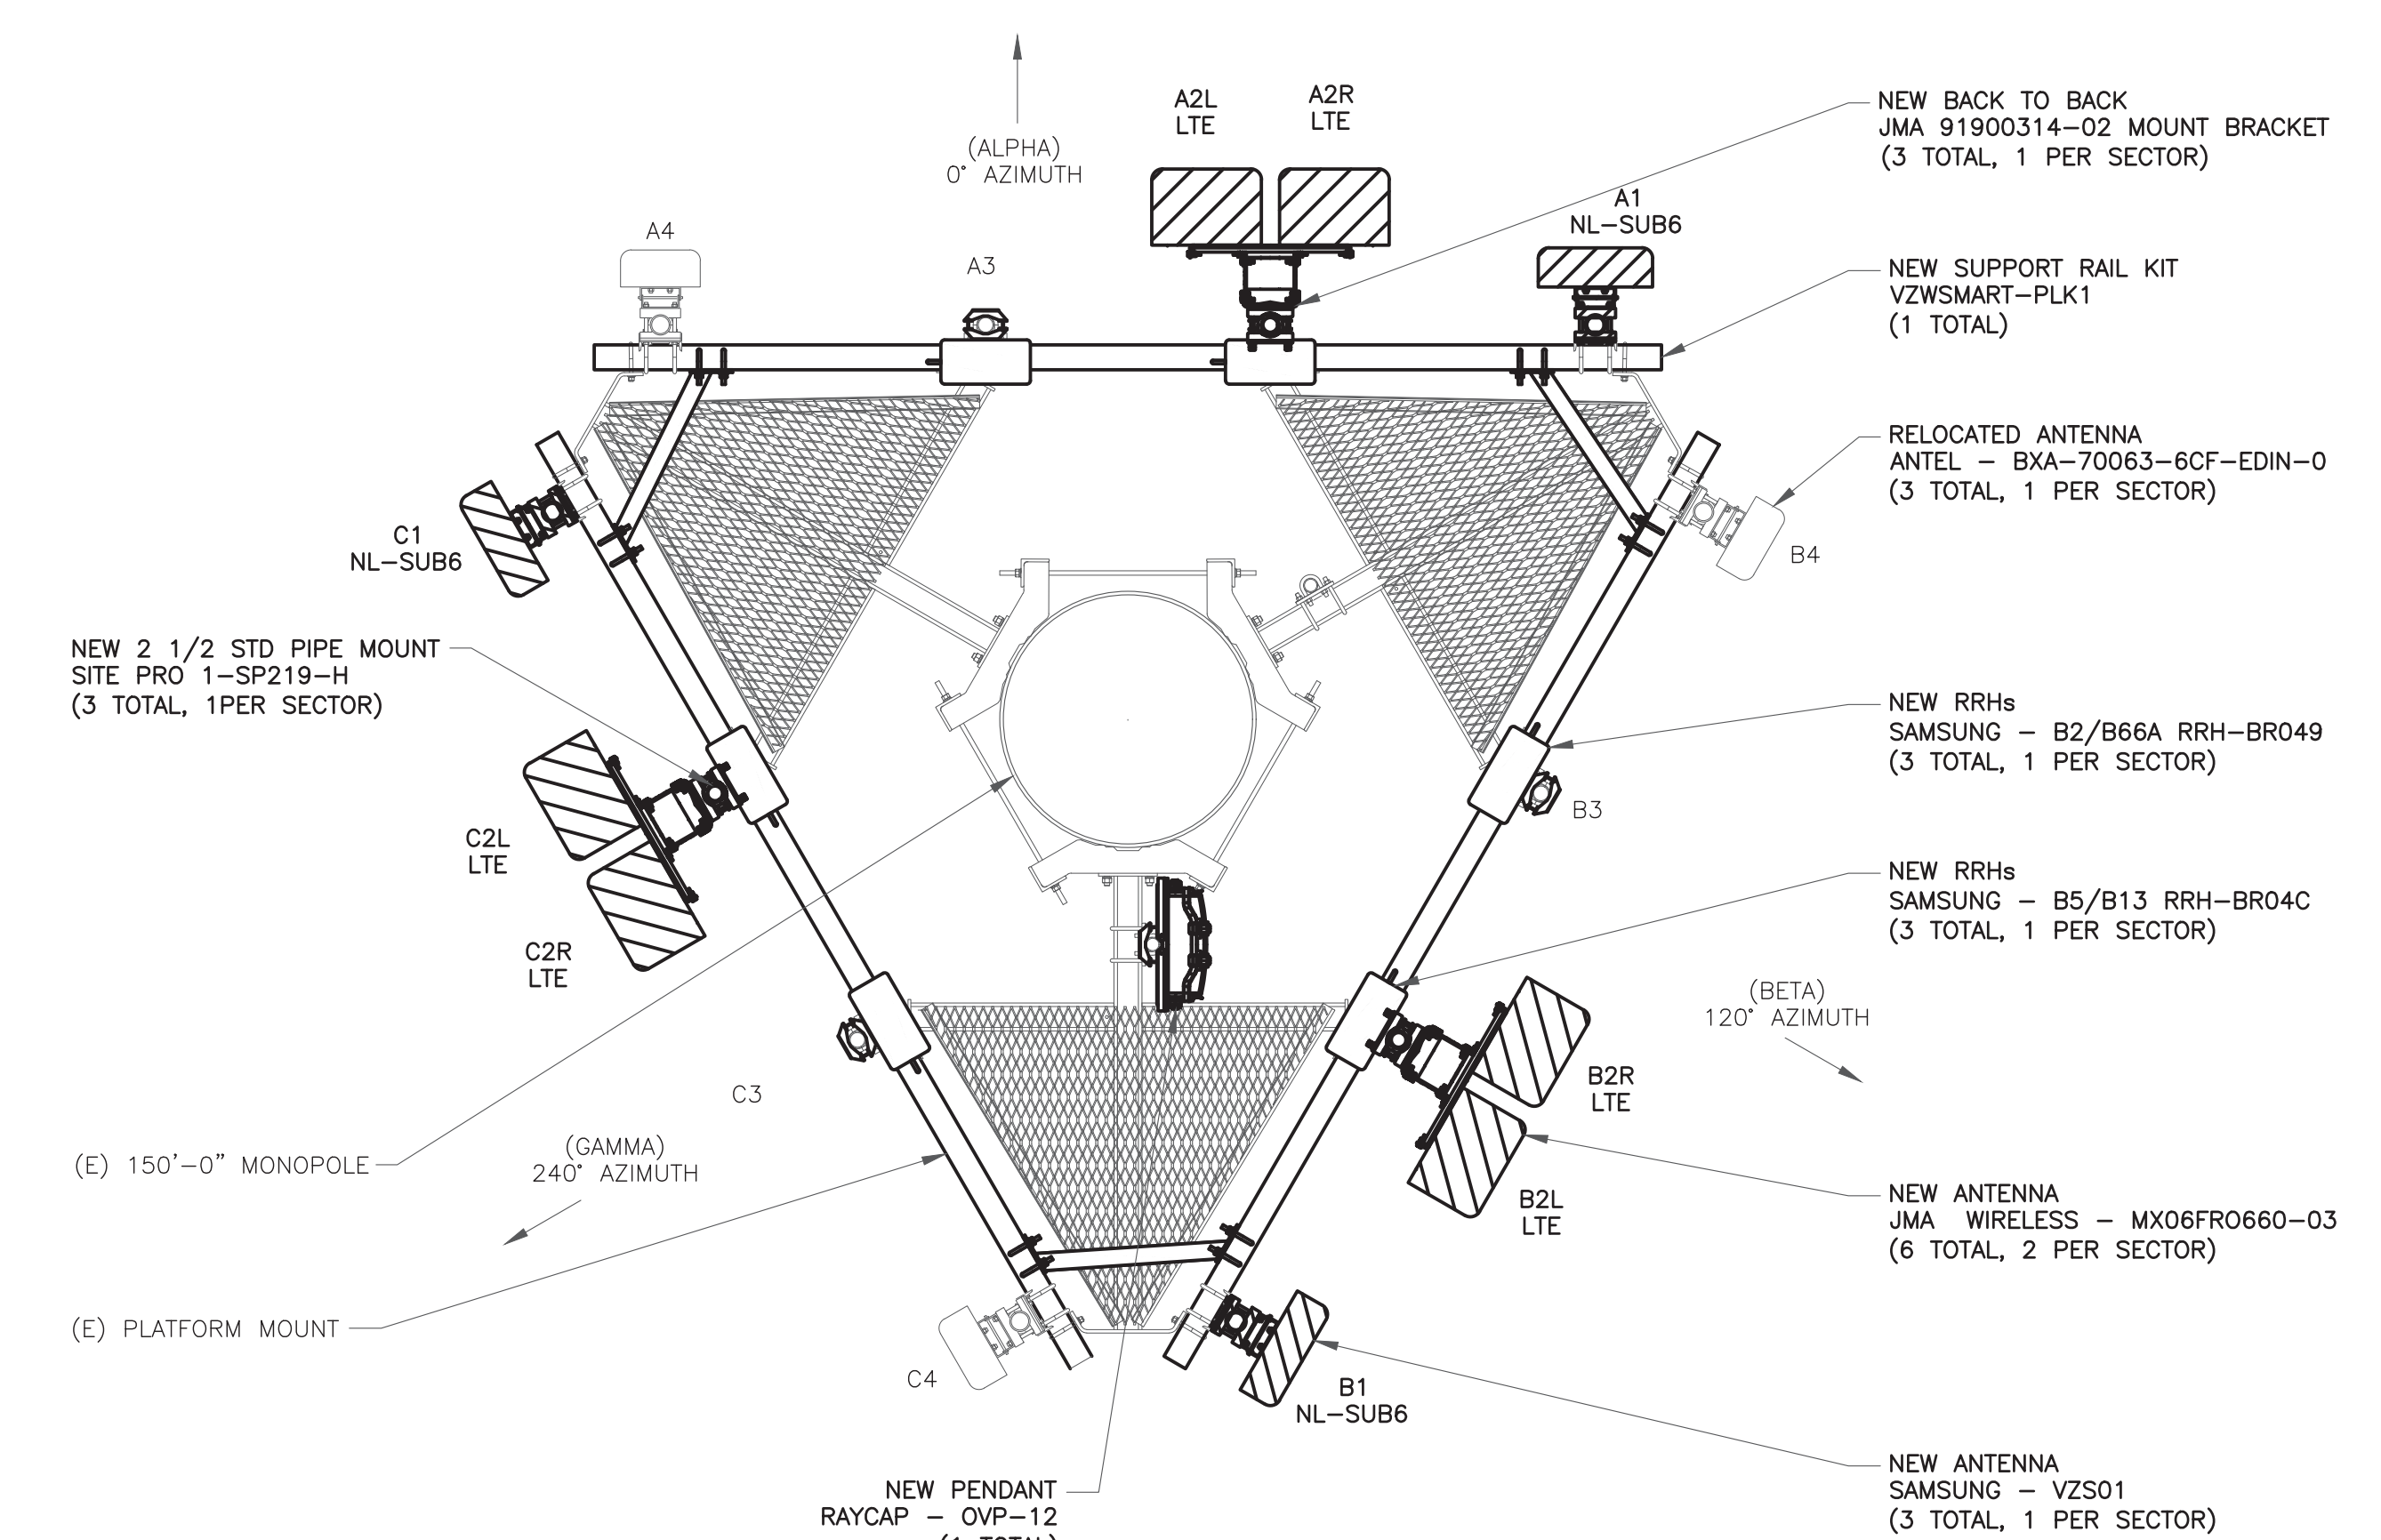 A2L
LTE
A2R
LTE
(ALPHA)
0° AZIMUTH
NEW BACK TO BACK
JMA 91900314-02 MOUNT BRACKET
(3 TOTAL, 1 PER SECTOR)
A1
NL-SUB6
A4
A3
NEW SUPPORT RAIL KIT
VZWSMART-PLK1
(1 TOTAL)
RELOCATED ANTENNA
ANTEL - BXA-70063-6CF-EDIN-0
(3 TOTAL, 1 PER SECTOR)
C1
NL-SUB6
B4
NEW 2 1/2 STD PIPE MOUNT
SITE PRO 1-SP219-H
(3 TOTAL, 1PER SECTOR)
NEW RRHs
SAMSUNG - B2/B66A RRH-BR049
(3 TOTAL, 1 PER SECTOR)
B3
C2L
LTE
NEW RRHs
SAMSUNG - B5/B13 RRH-BR04C
(3 TOTAL, 1 PER SECTOR)
C2R
LTE
(BETA)
120° AZIMUTH
B2R
LTE
C3
(GAMMA)
240° AZIMUTH
(E) 150'-0" MONOPOLE
B2L
LTE
NEW ANTENNA
JMA  WIRELESS - MX06FRO660-03
(6 TOTAL, 2 PER SECTOR)
(E) PLATFORM MOUNT
C4
B1
NL-SUB6
NEW PENDANT
RAYCAP - OVP-12
(1 TOTAL)
NEW ANTENNA
SAMSUNG - VZS01
(3 TOTAL, 1 PER SECTOR)